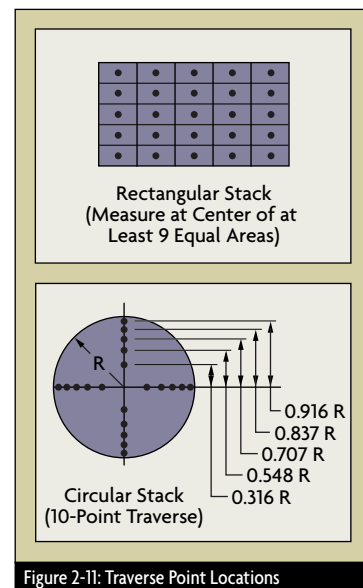 Rectangular Stack
(Measure at Center of at
Least 9 Equal Areas)
R
0.916 R
0.837 R
0.707 R
0.548 R
0.316 R
Circular Stack
(10-Point Traverse)
Figure 2-11: Traverse Point Locations